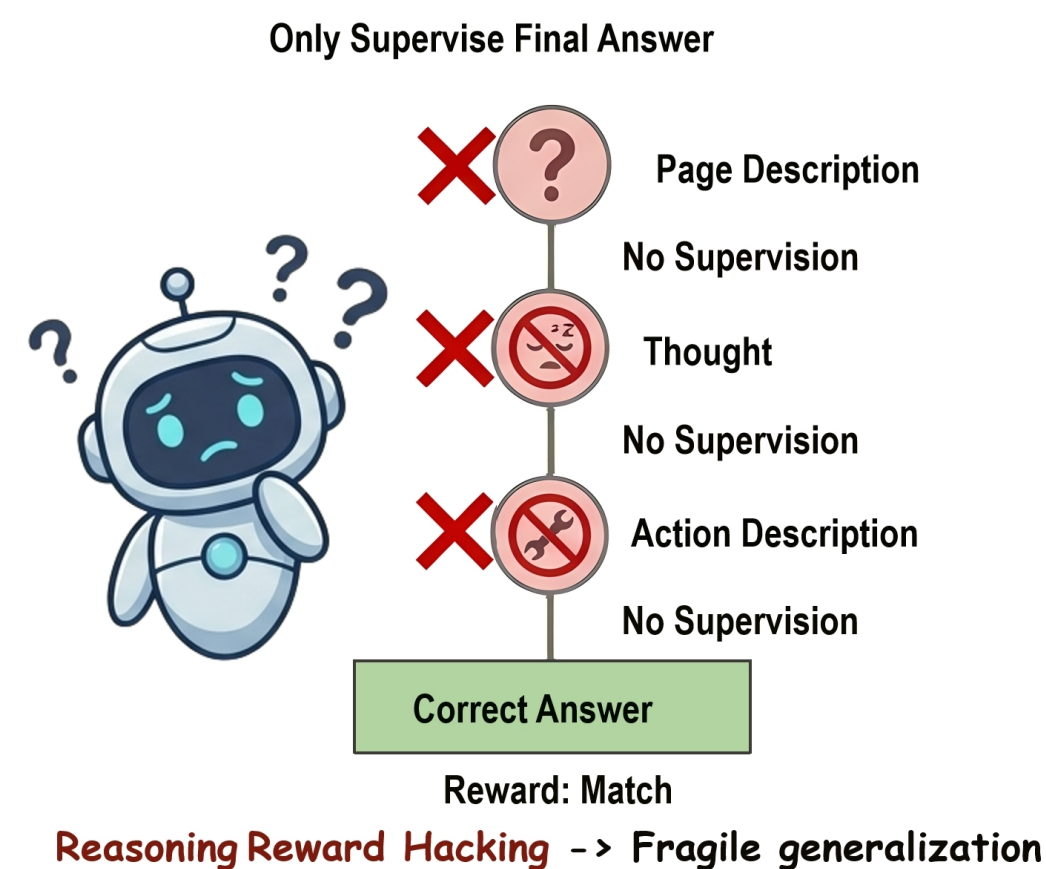 Only Supervise Final Answer
Page Description
No Supervision
Thought
No Supervision
Action Description
No Supervision
Correct Answer
Reward: Match
Reasoning Reward Hacking -> Fragile generalization